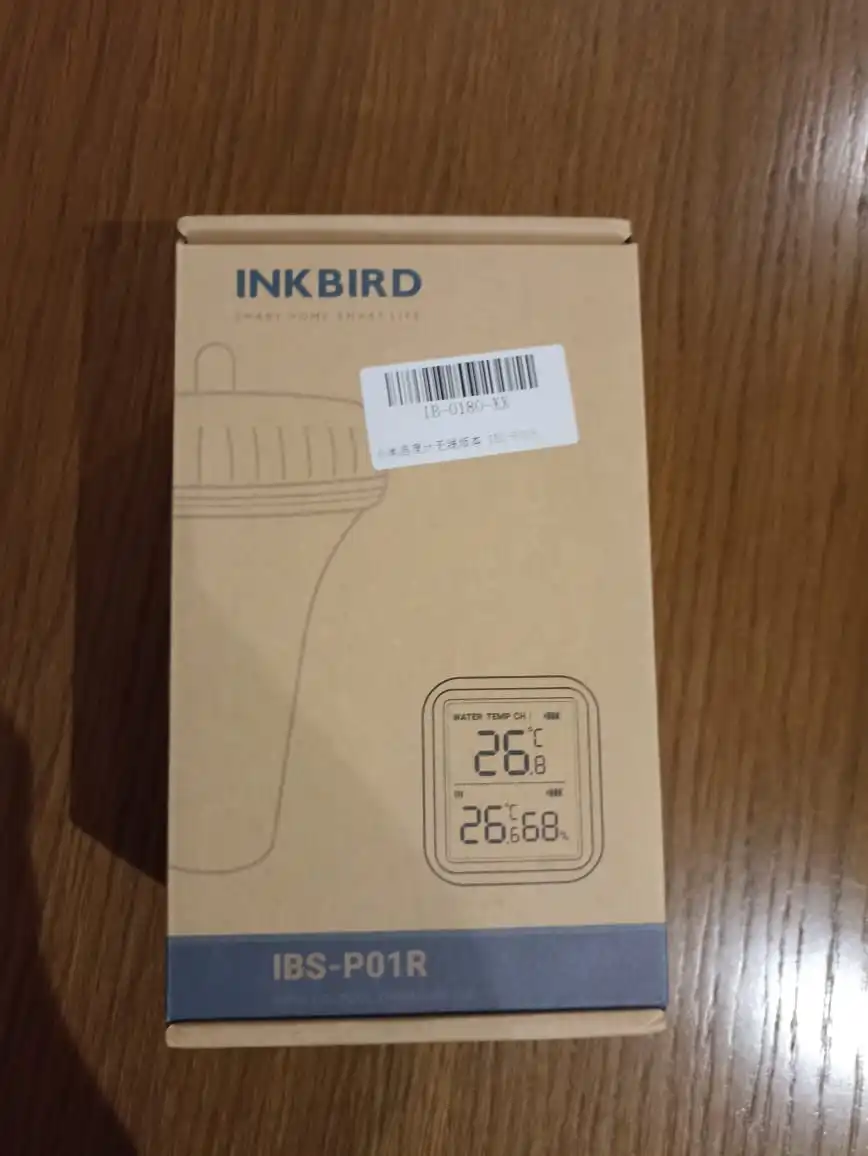 INKBIRD
SMART HOME SMART LIFE
IB-0180-XX
WATER TEMP CH
26.8 °C
IN
26.6 °C 68%
IBS-P01R